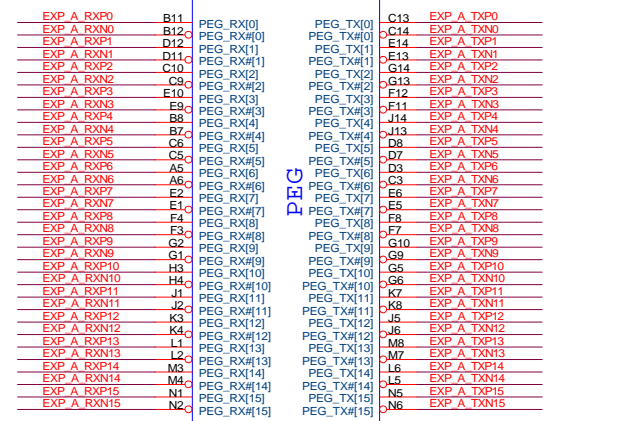 EXP_A_RXP0 B11 PEG_RX[0] PEG_TX[0] C13 EXP_A_TXP0
EXP_A_RXN0 B12 PEG_RX#[0] PEG_TX#[0] C14 EXP_A_TXN0
EXP_A_RXP1 D12 PEG_RX[1] PEG_TX[1] E14 EXP_A_TXP1
EXP_A_RXN1 D11 PEG_RX#[1] PEG_TX#[1] E13 EXP_A_TXN1
EXP_A_RXP2 C10 PEG_RX[2] PEG_TX[2] G14 EXP_A_TXP2
EXP_A_RXN2 C9 PEG_RX#[2] PEG_TX#[2] G13 EXP_A_TXN2
EXP_A_RXP3 E10 PEG_RX[3] PEG_TX[3] F12 EXP_A_TXP3
EXP_A_RXN3 E9 PEG_RX#[3] PEG_TX#[3] F11 EXP_A_TXN3
EXP_A_RXP4 B8 PEG_RX[4] PEG_TX[4] J14 EXP_A_TXP4
EXP_A_RXN4 B7 PEG_RX#[4] PEG_TX#[4] J13 EXP_A_TXN4
EXP_A_RXP5 C6 PEG_RX[5] PEG_TX[5] D8 EXP_A_TXP5
EXP_A_RXN5 C5 PEG_RX#[5] PEG_TX#[5] D7 EXP_A_TXN5
EXP_A_RXP6 A5 PEG_RX[6] PEG_TX[6] D3 EXP_A_TXP6
EXP_A_RXN6 A6 PEG_RX#[6] PEG_TX#[6] C3 EXP_A_TXN6
EXP_A_RXP7 E2 PEG_RX[7] PEG_TX[7] E6 EXP_A_TXP7
EXP_A_RXN7 E1 PEG_RX#[7] PEG_TX#[7] E5 EXP_A_TXN7
EXP_A_RXP8 F4 PEG_RX[8] PEG_TX[8] F8 EXP_A_TXP8
EXP_A_RXN8 F3 PEG_RX#[8] PEG_TX#[8] F7 EXP_A_TXN8
EXP_A_RXP9 G2 PEG_RX[9] PEG_TX[9] G10 EXP_A_TXP9
EXP_A_RXN9 G1 PEG_RX#[9] PEG_TX#[9] G9 EXP_A_TXN9
EXP_A_RXP10 H3 PEG_RX[10] PEG_TX[10] G5 EXP_A_TXP10
EXP_A_RXN10 H4 PEG_RX#[10] PEG_TX#[10] G6 EXP_A_TXN10
EXP_A_RXP11 J1 PEG_RX[11] PEG_TX[11] K7 EXP_A_TXP11
EXP_A_RXN11 J2 PEG_RX#[11] PEG_TX#[11] K8 EXP_A_TXN11
EXP_A_RXP12 K3 PEG_RX[12] PEG_TX[12] J5 EXP_A_TXP12
EXP_A_RXN12 K4 PEG_RX#[12] PEG_TX#[12] J6 EXP_A_TXN12
EXP_A_RXP13 L1 PEG_RX[13] PEG_TX[13] M8 EXP_A_TXP13
EXP_A_RXN13 L2 PEG_RX#[13] PEG_TX#[13] M7 EXP_A_TXN13
EXP_A_RXP14 M3 PEG_RX[14] PEG_TX[14] L6 EXP_A_TXP14
EXP_A_RXN14 M4 PEG_RX#[14] PEG_TX#[14] L5 EXP_A_TXN14
EXP_A_RXP15 N1 PEG_RX[15] PEG_TX[15] N5 EXP_A_TXP15
EXP_A_RXN15 N2 PEG_RX#[15] PEG_TX#[15] N6 EXP_A_TXN15
PEG